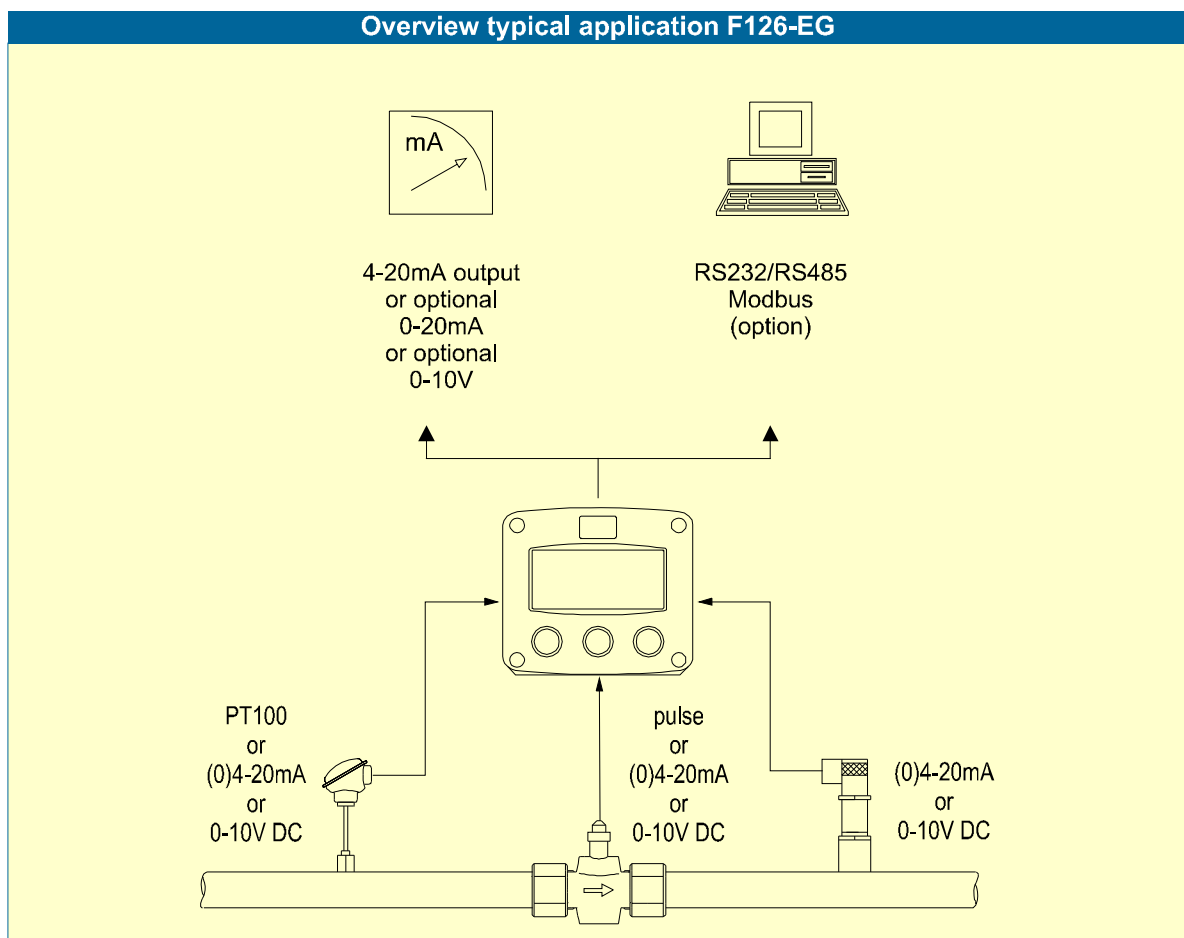 Overview typical application F126-EG
mA
4-20mA output
or optional
0-20mA
or optional
0-10V
RS232/RS485
Modbus
(option)
PT100
or
(0)4-20mA
or
0-10V DC
pulse
or
(0)4-20mA
or
0-10V DC
(0)4-20mA
or
0-10V DC